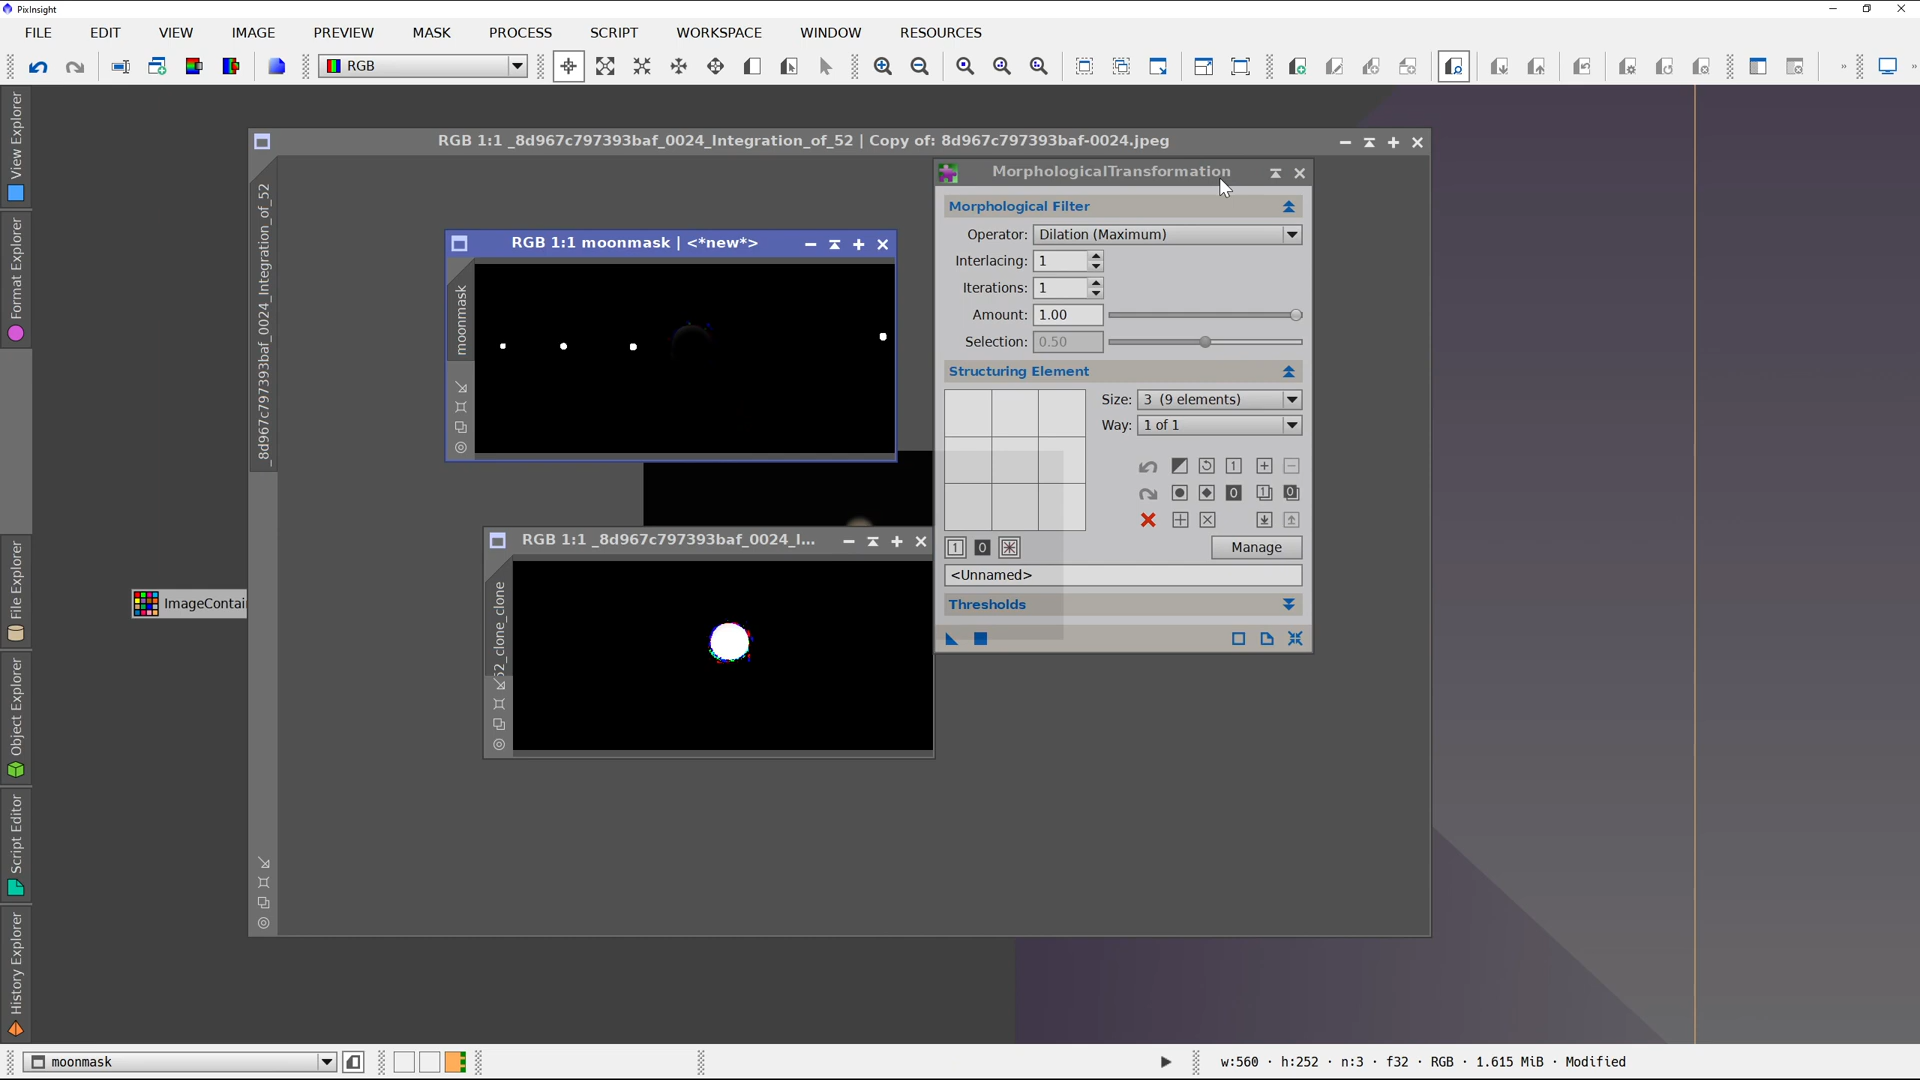 PixInsight
FILE EDIT VIEW IMAGE PREVIEW MASK PROCESS SCRIPT WORKSPACE WINDOW RESOURCES
RGB
View Explorer
Format Explorer
File Explorer
Object Explorer
Script Editor
History Explorer
RGB 1:1 _8d967c797393baf_0024_Integration_of_52 | Copy of: 8d967c797393baf-0024.jpeg
_8d967c797393baf_0024_Integration_of_52
RGB 1:1 moonmask | <*new*>
moonmask
RGB 1:1 _8d967c797393baf_0024_I...
52_clone_clone
ImageContai
MorphologicalTransformation
Morphological Filter
Operator: Dilation (Maximum)
Interlacing: 1
Iterations: 1
Amount: 1.00
Selection: 0.50
Structuring Element
Size: 3 (9 elements)
Way: 1 of 1
Manage
<Unnamed>
Thresholds
moonmask
w:560 · h:252 · n:3 · f32 · RGB · 1.615 MiB · Modified